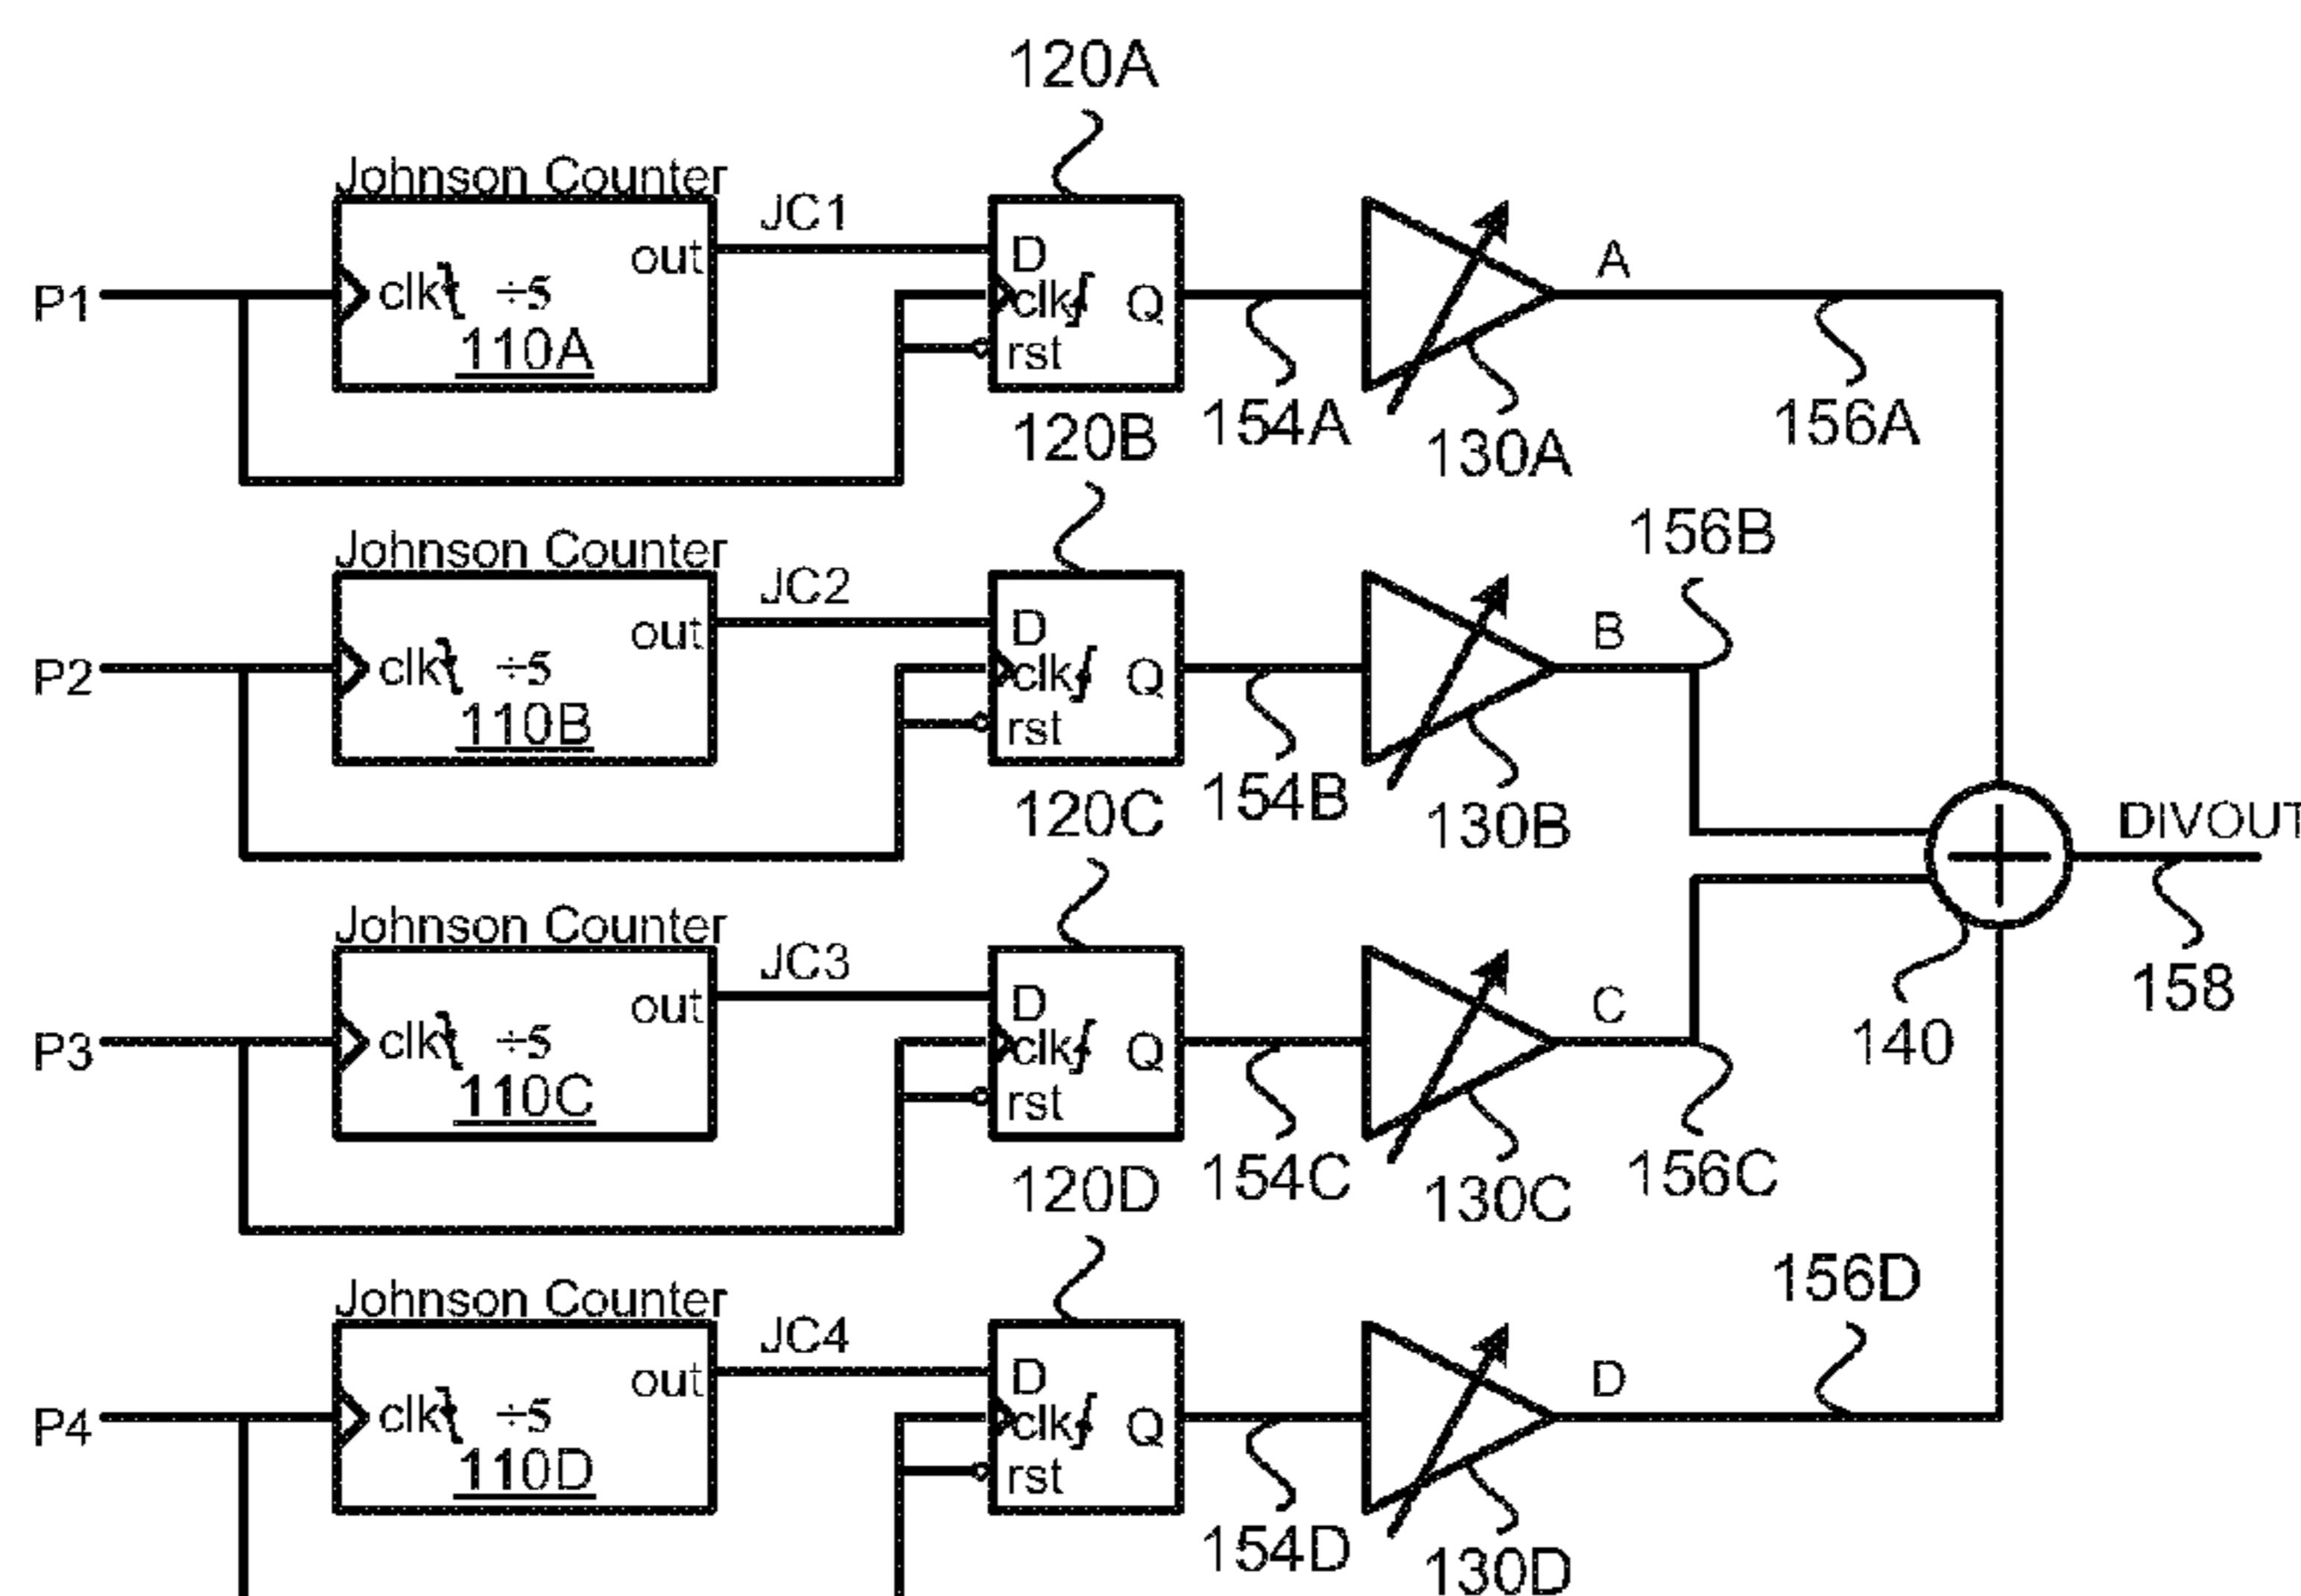 120A
Johnson Counter
JC1
out
P1
clk ÷5
110A
D
clk
Q
rst
A
154A
130A
156A
120B
Johnson Counter
JC2
out
P2
clk ÷5
110B
D
clk
Q
rst
B
156B
154B
130B
120C
Johnson Counter
JC3
out
P3
clk ÷5
110C
D
clk
Q
rst
C
154C
130C
156C
DIVOUT
158
140
120D
Johnson Counter
JC4
out
P4
clk ÷5
110D
D
clk
Q
rst
D
156D
154D
130D